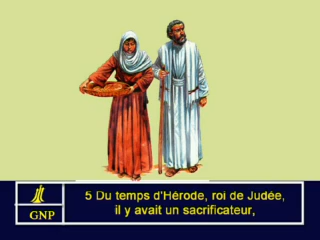 5 Du temps d'Hérode, roi de Judée,
il y avait un sacrificateur,
GNP